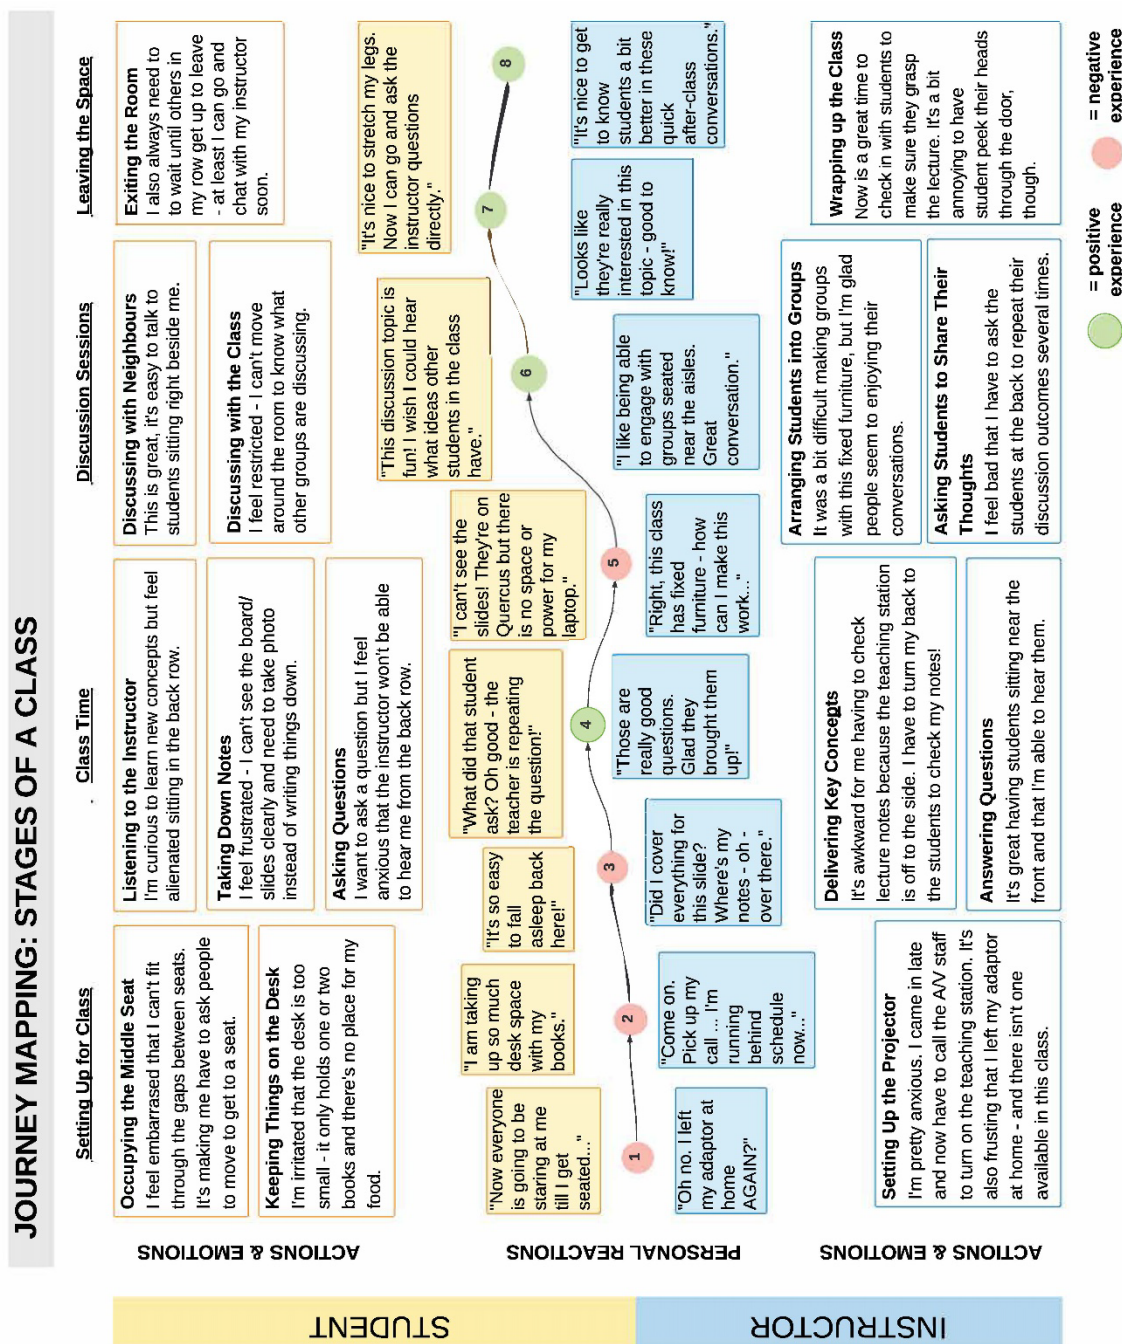 JOURNEY MAPPING: STAGES OF A CLASS
Setting Up for Class
Class Time
Discussion Sessions
Leaving the Space
STUDENT
ACTIONS & EMOTIONS
Occupying the Middle Seat
I feel embarrased that I can't fit
through the gaps between seats.
It's making me have to ask people
to move to get to a seat.
Keeping Things on the Desk
I'm irritated that the desk is too
small - it only holds one or two
books and there's no place for my
food.
Listening to the Instructor
I'm curious to learn new concepts but feel
alienated sitting in the back row.
Taking Down Notes
I feel frustrated - I can't see the board/
slides clearly and need to take photo
instead of writing things down.
Asking Questions
I want to ask a question but I feel
anxious that the instructor won't be able
to hear me from the back row.
Discussing with Neighbours
This is great, it's easy to talk to
students sitting right beside me.
Discussing with the Class
I feel restricted - I can't move
around the room to know what
other groups are discussing.
Exiting the Room
I also always need to
to wait until others in
my row get up to leave
- at least I can go and
chat with my instructor
soon.
PERSONAL REACTIONS
"Now everyone
is going to be
staring at me
till I get
seated..."
"I am taking
up so much
desk space
with my
books."
"It's so easy
to fall
asleep back
here!"
"What did that student
ask? Oh good - the
teacher is repeating
the question!"
"I can't see the
slides! They're on
Quercus but there
is no space or
power for my
laptop."
"This discussion topic is
fun! I wish I could hear
what ideas other
students in the class
have."
"It's nice to stretch my legs.
Now I can go and ask the
instructor questions
directly."
1
2
3
4
5
6
7
8
INSTRUCTOR
"Oh no. I left
my adaptor at
home
AGAIN?"
"Come on.
Pick up my
call ... I'm
running
behind
schedule
now..."
"Did I cover
everything for
this slide?
Where's my
notes - oh -
over there."
"Those are
really good
questions.
Glad they
brought them
up!"
"Right, this class
has fixed
furniture - how
can I make this
work..."
"I like being able
to engage with
groups seated
near the aisles.
Great
conversation."
"Looks like
they're really
interested in this
topic - good to
know!"
"It's nice to get
to know
students a bit
better in these
quick
after-class
conversations."
ACTIONS & EMOTIONS
Setting Up the Projector
I'm pretty anxious. I came in late
and now have to call the A/V staff
to turn on the teaching station. It's
also frusting that I left my adaptor
at home - and there isn't one
available in this class.
Delivering Key Concepts
It's awkward for me having to check
lecture notes because the teaching station
is off to the side. I have to turn my back to
the students to check my notes!
Answering Questions
It's great having students sitting near the
front and that I'm able to hear them.
Arranging Students into Groups
It was a bit difficult making groups
with this fixed furniture, but I'm glad
people seem to enjoying their
conversations.
Asking Students to Share Their
Thoughts
I feel bad that I have to ask the
students at the back to repeat their
discussion outcomes several times.
Wrapping up the Class
Now is a great time to
check in with students to
make sure they grasp
the lecture. It's a bit
annoying to have
student peek their heads
through the door,
though.
= positive
experience
= negative
experience